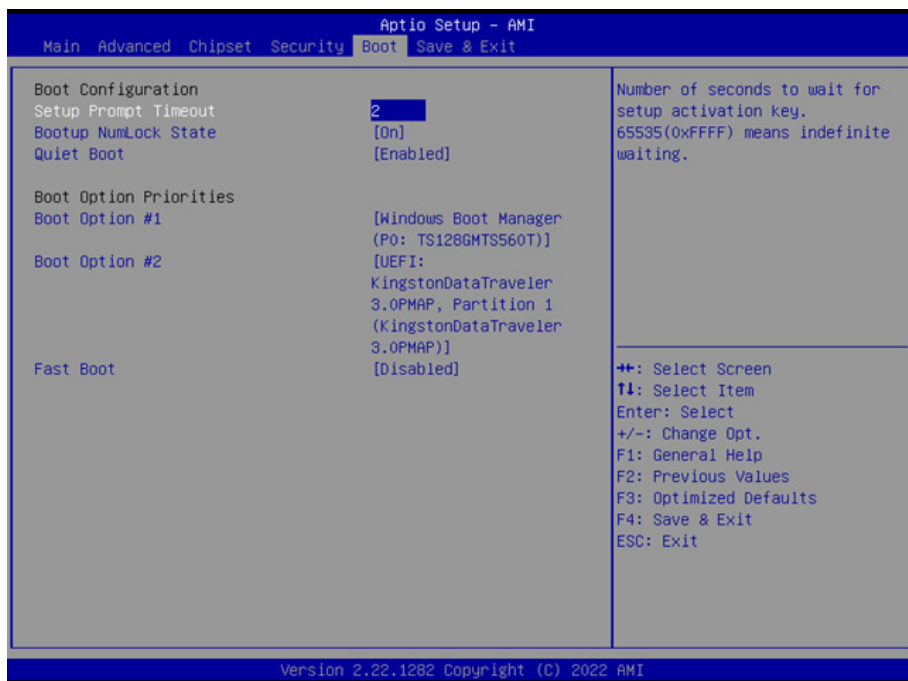 Aptio Setup – AMI
Main Advanced Chipset Security Boot Save & Exit
Boot Configuration
Setup Prompt Timeout 2
Bootup NumLock State [On]
Quiet Boot [Enabled]
Boot Option Priorities
Boot Option #1 [Windows Boot Manager
(P0: TS128GMTS560T)]
Boot Option #2 [UEFI:
KingstonDataTraveler
3.0PMAP, Partition 1
(KingstonDataTraveler
3.0PMAP)]
Fast Boot [Disabled]
Number of seconds to wait for
setup activation key.
65535(0xFFFF) means indefinite
waiting.
→←: Select Screen
↑↓: Select Item
Enter: Select
+/-: Change Opt.
F1: General Help
F2: Previous Values
F3: Optimized Defaults
F4: Save & Exit
ESC: Exit
Version 2.22.1282 Copyright (C) 2022 AMI